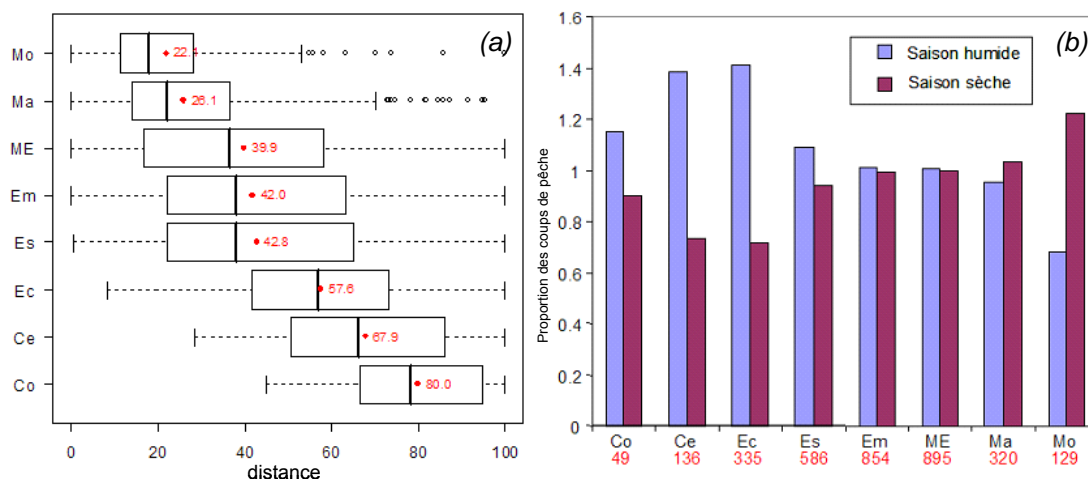 (a)
Mo
22.1
Ma
26.1
ME
39.9
Em
42.0
Es
42.8
Ec
57.6
Ce
67.9
Co
80.0
0 20 40 60 80 100
distance
(b)
Proportion des coups de pêche
1.6
1.4
1.2
1
0.8
0.6
0.4
0.2
0
Saison humide
Saison sèche
Co Ce Ec Es Em ME Ma Mo
49 136 335 586 854 895 320 129